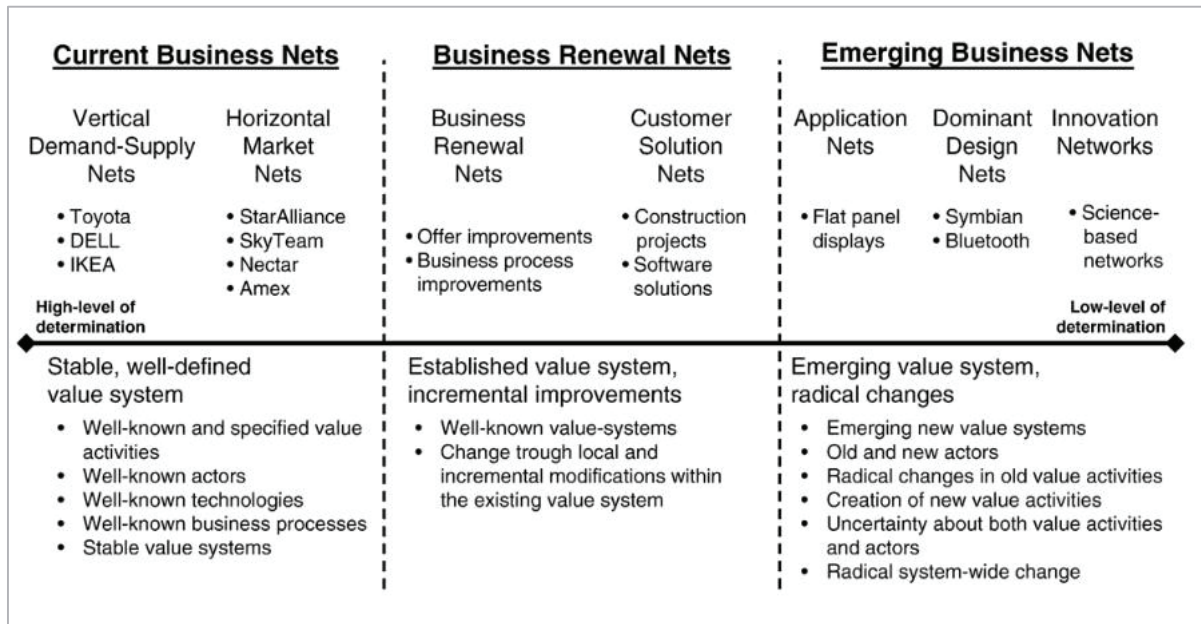 Current Business Nets
Vertical
Demand-Supply
Nets
• Toyota
• DELL
• IKEA
Horizontal
Market
Nets
• StarAlliance
• SkyTeam
• Nectar
• Amex
Business Renewal Nets
Business
Renewal
Nets
• Offer improvements
• Business process
improvements
Customer
Solution
Nets
• Construction
projects
• Software
solutions
Emerging Business Nets
Application
Nets
• Flat panel
displays
Dominant
Design
Nets
• Symbian
• Bluetooth
Innovation
Networks
• Science-
based
networks
High-level of
determination
Low-level of
determination
Stable, well-defined
value system
• Well-known and specified value
activities
• Well-known actors
• Well-known technologies
• Well-known business processes
• Stable value systems
Established value system,
incremental improvements
• Well-known value-systems
• Change trough local and
incremental modifications within
the existing value system
Emerging value system,
radical changes
• Emerging new value systems
• Old and new actors
• Radical changes in old value activities
• Creation of new value activities
• Uncertainty about both value activities
and actors
• Radical system-wide change